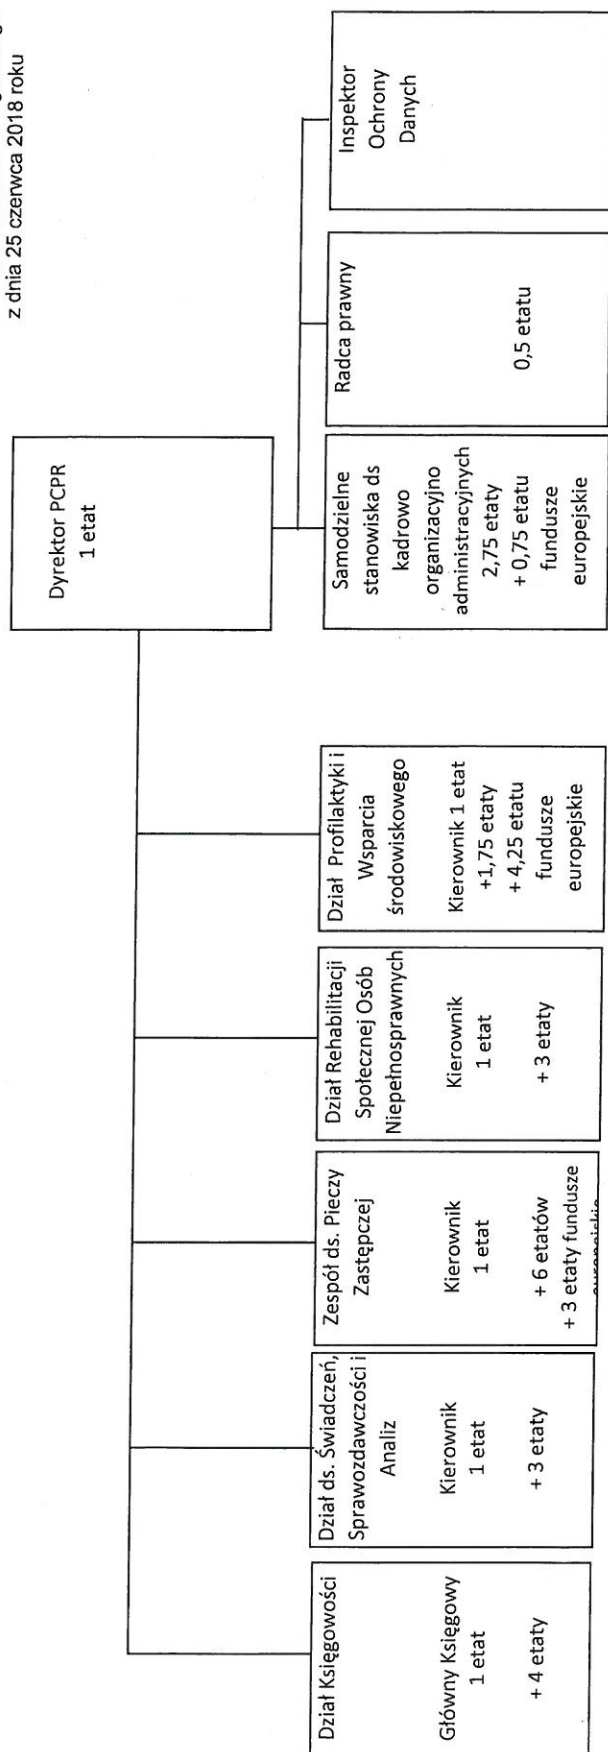 z dnia 25 czerwca 2018 roku
Dyrektor PCPR
1 etat
Dział Księgowości
Główny Księgowy
1 etat
+ 4 etaty
Dział ds. Świadczeń,
Sprawozdawczości i
Analiz
Kierownik
1 etat
+ 3 etaty
Zespół ds. Pieczy
Zastępczej
Kierownik
1 etat
+ 6 etatów
+ 3 etaty fundusze
Dział Rehabilitacji
Społecznej Osób
Niepełnosprawnych
Kierownik
1 etat
+ 3 etaty
Dział Profilaktyki i
Wsparcia
środowiskowego
Kierownik 1 etat
+1,75 etaty
+ 4,25 etatu
fundusze
europejskie
Samodzielne
stanowiska ds
kadrowo
organizacyjno
administracyjnych
2,75 etaty
+ 0,75 etatu
fundusze
europejskie
Radca prawny
0,5 etatu
Inspektor
Ochrony
Danych